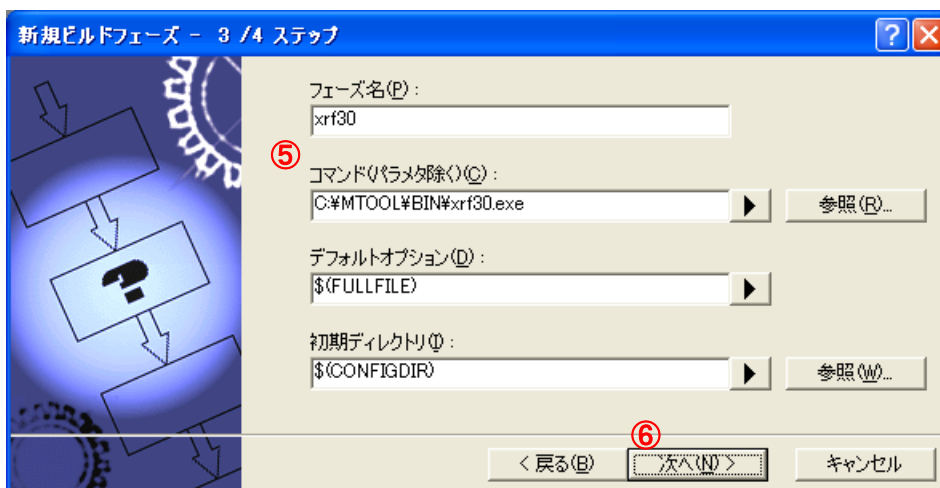 新規ビルドフェーズ － 3 /4 ステップ
フェーズ名(P)：
xrf30
⑤
コマンド(パラメタ除く)(C)：
C:¥MTOOL¥BIN¥xrf30.exe
参照(R)...
デフォルトオプション(D)：
$(FULLFILE)
初期ディレクトリ(I)：
$(CONFIGDIR)
参照(W)...
⑥
< 戻る(B)
次へ(N) >
キャンセル